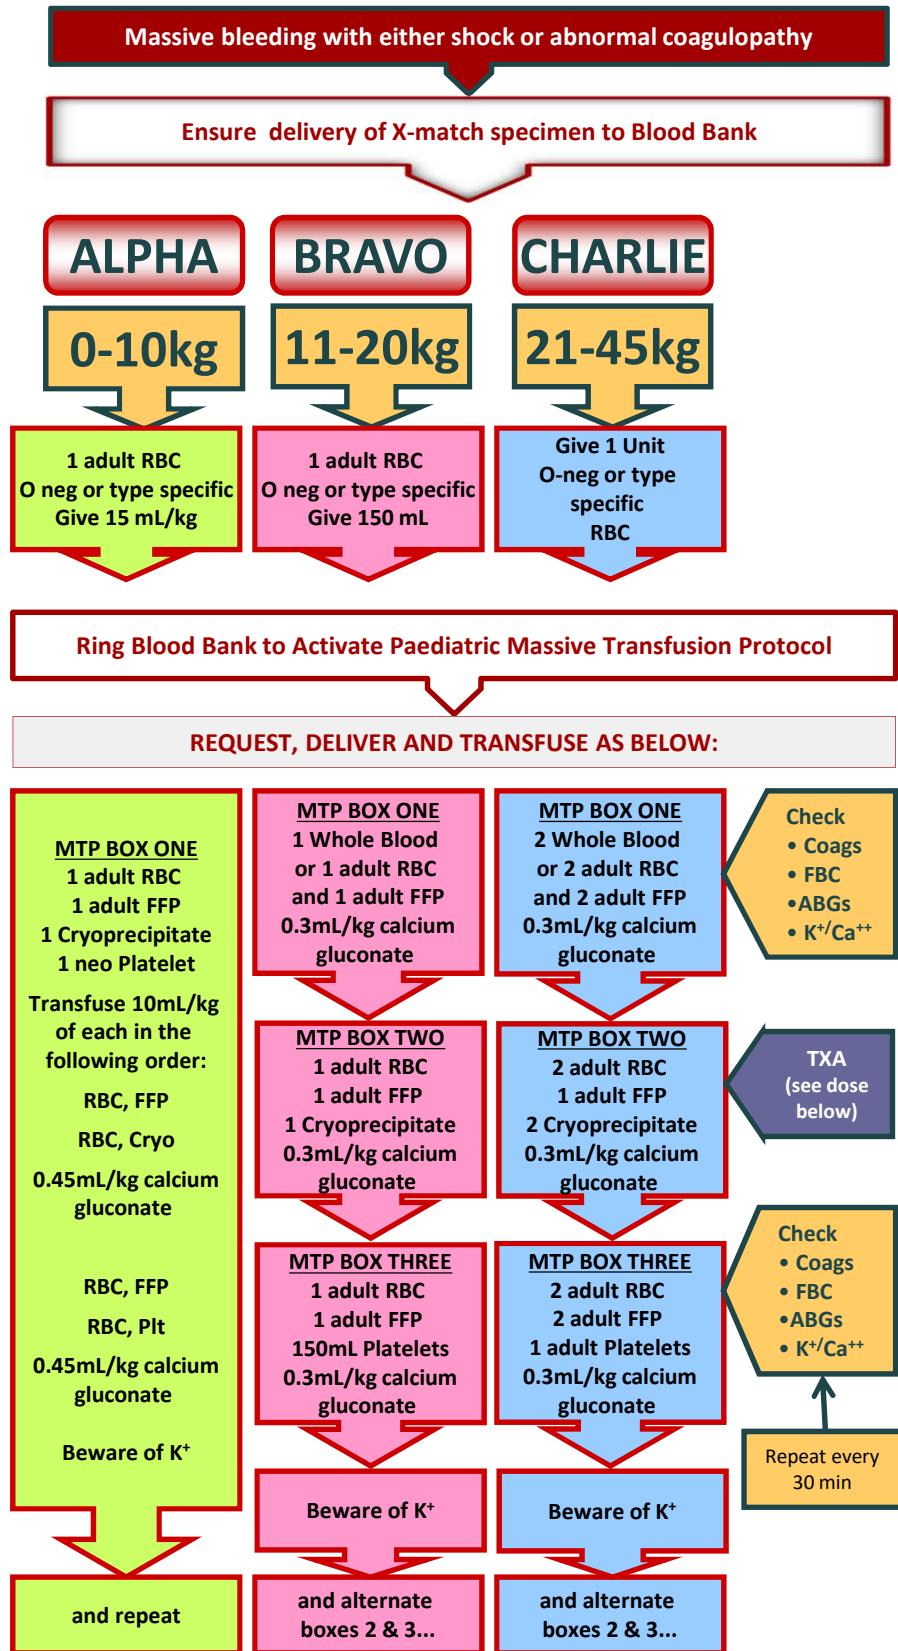 Massive bleeding with either shock or abnormal coagulopathy
Ensure delivery of X-match specimen to Blood Bank
ALPHA
0-10kg
1 adult RBC
O neg or type specific
Give 15 mL/kg
BRAVO
11-20kg
1 adult RBC
O neg or type specific
Give 150 mL
CHARLIE
21-45kg
Give 1 Unit
O-neg or type
specific
RBC
Ring Blood Bank to Activate Paediatric Massive Transfusion Protocol
REQUEST, DELIVER AND TRANSFUSE AS BELOW:
MTP BOX ONE
1 adult RBC
1 adult FFP
1 Cryoprecipitate
1 neo Platelet
Transfuse 10mL/kg
of each in the
following order:
RBC, FFP
RBC, Cryo
0.45mL/kg calcium
gluconate
RBC, FFP
RBC, Plt
0.45mL/kg calcium
gluconate
Beware of K⁺
and repeat
MTP BOX ONE
1 Whole Blood
or 1 adult RBC
and 1 adult FFP
0.3mL/kg calcium
gluconate
MTP BOX TWO
1 adult RBC
1 adult FFP
1 Cryoprecipitate
0.3mL/kg calcium
gluconate
MTP BOX THREE
1 adult RBC
1 adult FFP
150mL Platelets
0.3mL/kg calcium
gluconate
Beware of K⁺
and alternate
boxes 2 & 3...
MTP BOX ONE
2 Whole Blood
or 2 adult RBC
and 2 adult FFP
0.3mL/kg calcium
gluconate
MTP BOX TWO
2 adult RBC
1 adult FFP
2 Cryoprecipitate
0.3mL/kg calcium
gluconate
MTP BOX THREE
2 adult RBC
2 adult FFP
1 adult Platelets
0.3mL/kg calcium
gluconate
Beware of K⁺
and alternate
boxes 2 & 3...
Check
• Coags
• FBC
•ABGs
• K⁺/Ca⁺⁺
TXA
(see dose
below)
Check
• Coags
• FBC
•ABGs
• K⁺/Ca⁺⁺
Repeat every
30 min